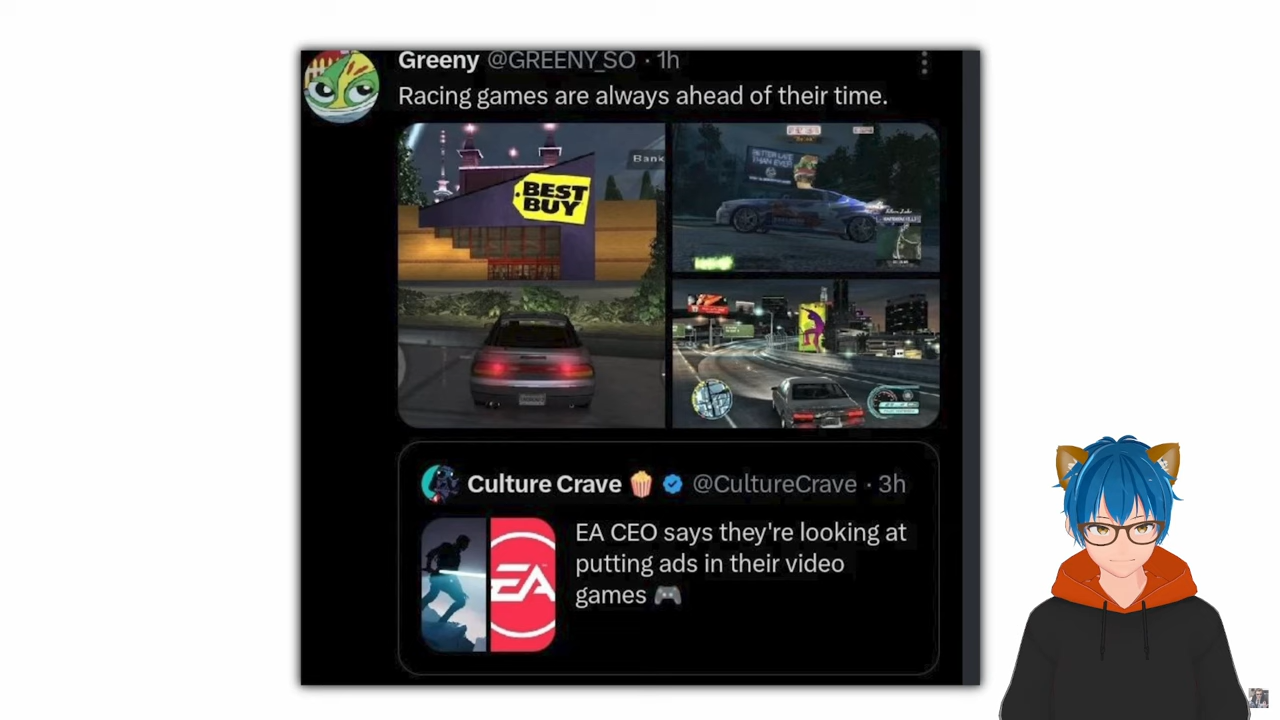 Greeny @GREENY_SO · 1h
Racing games are always ahead of their time.
Bank
BEST
BUY
Culture Crave 🍿 @CultureCrave · 3h
EA CEO says they're looking at
putting ads in their video
games 🎮
EA